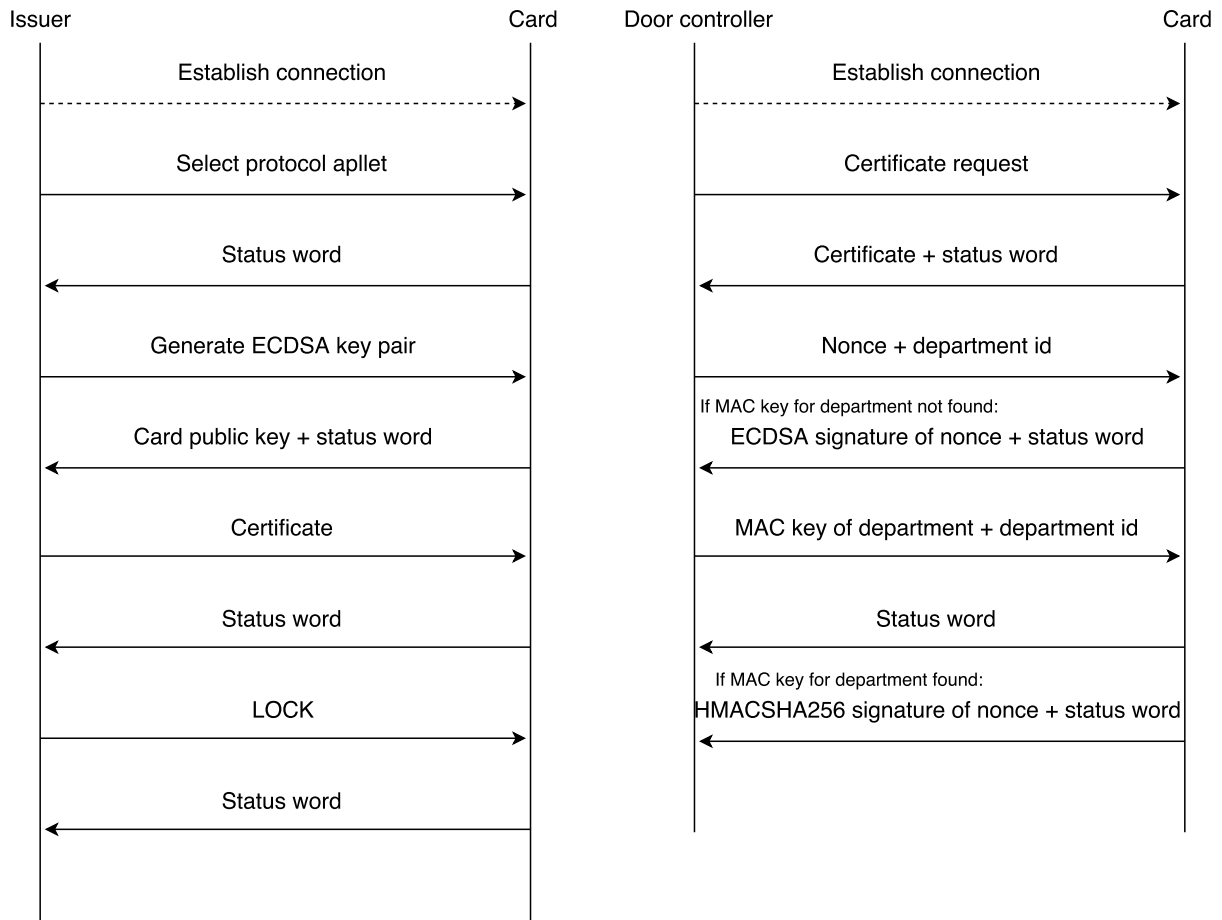 Issuer
Card
Establish connection
Select protocol apllet
Status word
Generate ECDSA key pair
Card public key + status word
Certificate
Status word
LOCK
Status word
Door controller
Card
Establish connection
Certificate request
Certificate + status word
Nonce + department id
If MAC key for department not found:
ECDSA signature of nonce + status word
MAC key of department + department id
Status word
If MAC key for department found:
HMACSHA256 signature of nonce + status word